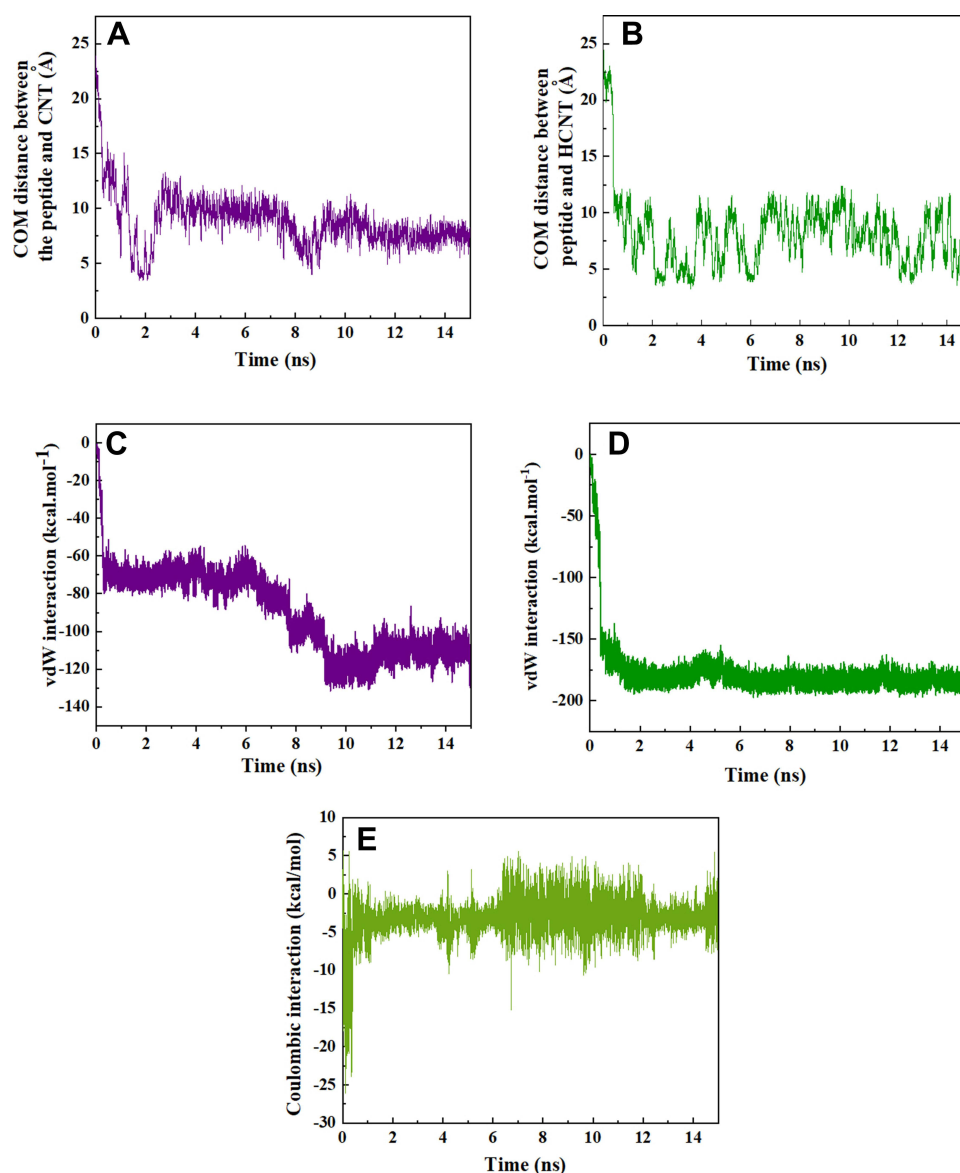 A
COM distance between
the peptide and CNT (Å)
25
20
15
10
5
0
0 2 4 6 8 10 12 14
Time (ns)
B
COM distance between
peptide and HCNT (Å)
25
20
15
10
5
0
0 2 4 6 8 10 12 14
Time (ns)
C
vdW interaction (kcal.mol-1)
0
-20
-40
-60
-80
-100
-120
-140
0 2 4 6 8 10 12 14
Time (ns)
D
vdW interaction (kcal.mol-1)
0
-50
-100
-150
-200
0 2 4 6 8 10 12 14
Time (ns)
E
Coulombic interaction (kcal/mol)
10
5
0
-5
-10
-15
-20
-25
-30
0 2 4 6 8 10 12 14
Time (ns)